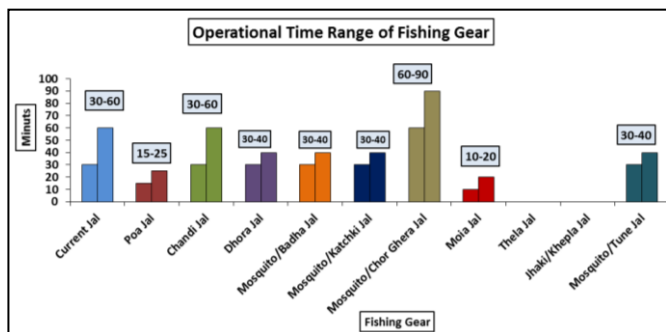 Operational Time Range of Fishing Gear
Minuts
100
90
80
70
60
50
40
30
20
10
0
30-60
15-25
30-60
30-40
30-40
30-40
60-90
10-20
30-40
Current Jal
Poa Jal
Chandi Jal
Dhora Jal
Mosquito/Badha Jal
Mosquito/Katchki Jal
Mosquito/Chor Ghera Jal
Moia Jal
Thela Jal
Jhaki/Khepla Jal
Mosquito/Tune Jal
Fishing Gear